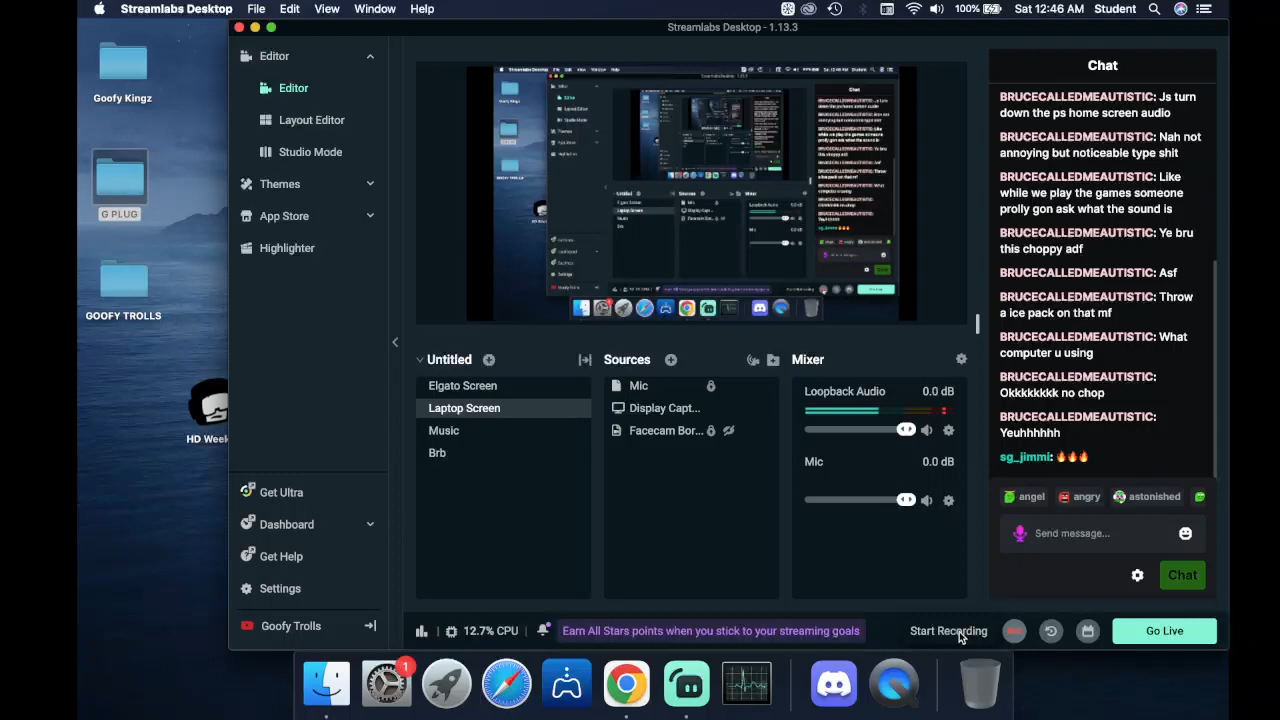 Streamlabs Desktop File Edit View Window Help
100% Sat 12:46 AM Student
Streamlabs Desktop - 1.13.3
Goofy Kingz
G PLUG
GOOFY TROLLS
HD Week
Editor
Editor
Layout Editor
Studio Mode
Themes
App Store
Highlighter
Get Ultra
Dashboard
Get Help
Settings
Goofy Trolls
Untitled
Elgato Screen
Laptop Screen
Music
Brb
Sources
Mic
Display Capt...
Facecam Bor...
Mixer
Loopback Audio 0.0 dB
Mic 0.0 dB
Chat
BRUCECALLEDMEAUTISTIC: Js turn
down the ps home screen audio
BRUCECALLEDMEAUTISTIC: Nah not
annoying but noticeable type shit
BRUCECALLEDMEAUTISTIC: Like
while we play the games someone
prolly gon ask what the sound is
BRUCECALLEDMEAUTISTIC: Ye bru
this choppy adf
BRUCECALLEDMEAUTISTIC: Asf
BRUCECALLEDMEAUTISTIC: Throw
a ice pack on that mf
BRUCECALLEDMEAUTISTIC: What
computer u using
BRUCECALLEDMEAUTISTIC:
Okkkkkkkk no chop
BRUCECALLEDMEAUTISTIC:
Yeuhhhhh
sg_jimmi: 🔥🔥🔥
angel angry astonished
Send message...
Chat
12.7% CPU
Earn All Stars points when you stick to your streaming goals
Start Recording
REC
Go Live
1